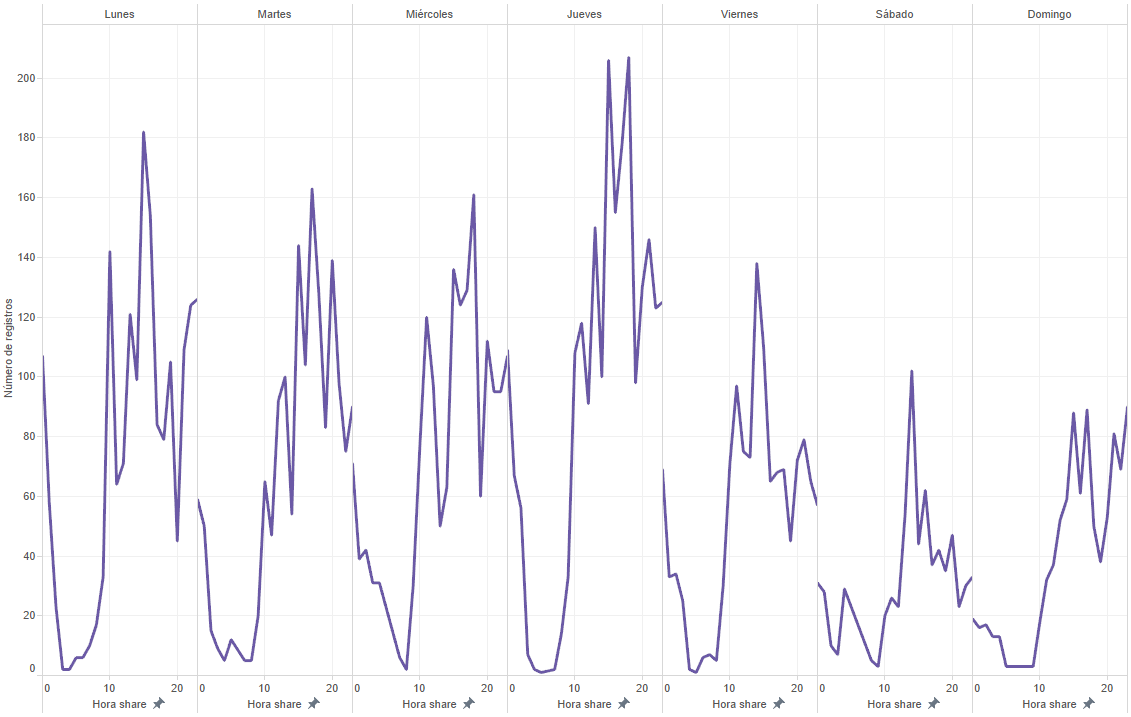 Lunes Martes Miércoles Jueves Viernes Sábado Domingo
Número de registros
200
180
160
140
120
100
80
60
40
20
0
0 10 20 0 10 20 0 10 20 0 10 20 0 10 20 0 10 20 0 10 20
Hora share Hora share Hora share Hora share Hora share Hora share Hora share